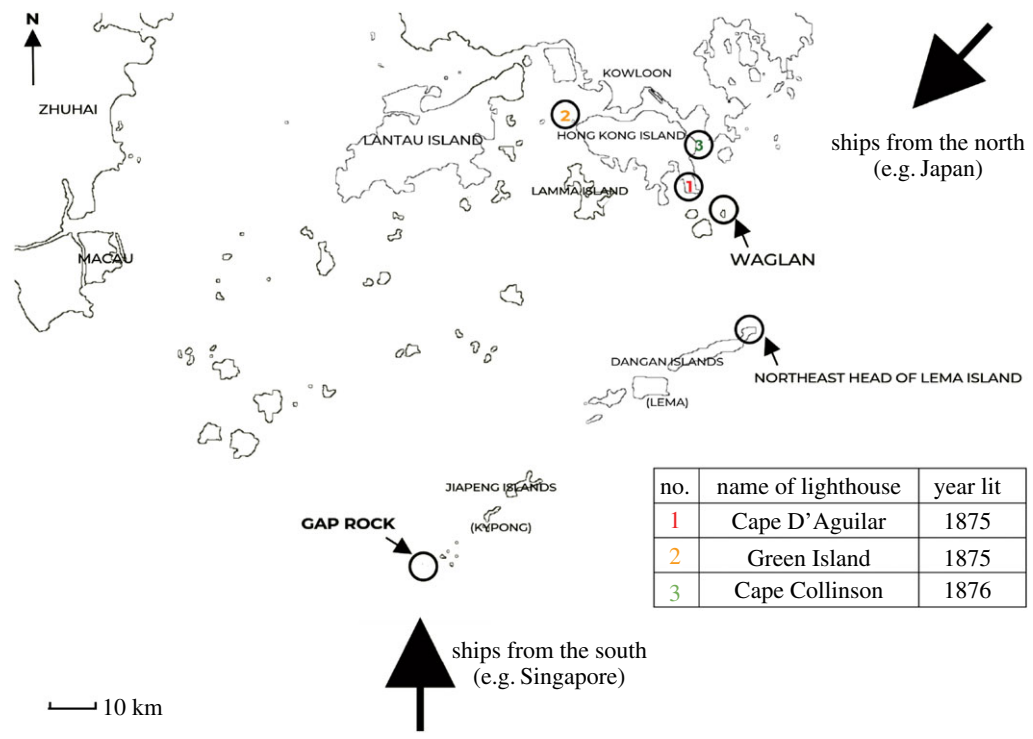 N
ZHUHAI
KOWLOON
2
HONG KONG ISLAND
3
LANTAU ISLAND
ships from the north
(e.g. Japan)
1
LAMMA ISLAND
MACAU
WAGLAN
DANGAN ISLANDS
(LEMA)
NORTHEAST HEAD OF LEMA ISLAND
JIAPENG ISLANDS
(KYPONG)
GAP ROCK
no. name of lighthouse year lit
1 Cape D’Aguilar 1875
2 Green Island 1875
3 Cape Collinson 1876
ships from the south
(e.g. Singapore)
10 km